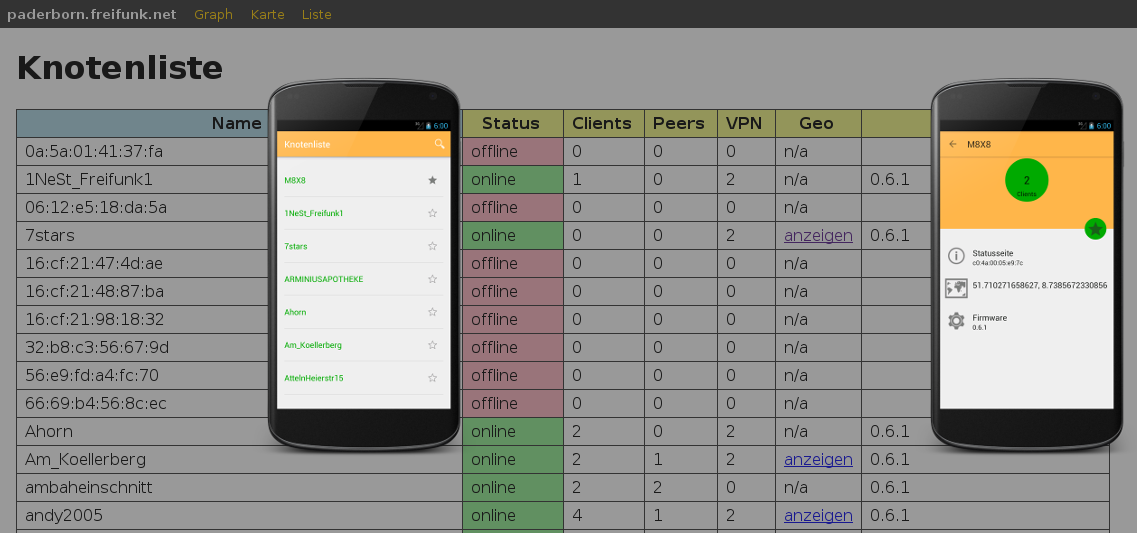 paderborn.freifunk.net Graph Karte Liste
Knotenliste
Name Status Clients Peers VPN Geo
0a:5a:01:41:37:fa offline 0 0 0 n/a
1NeSt_Freifunk1 online 1 0 2 n/a 0.6.1
06:12:e5:18:da:5a offline 0 0 0 n/a
7stars online 0 0 2 anzeigen 0.6.1
16:cf:21:47:4d:ae offline 0 0 0 n/a
16:cf:21:48:87:ba offline 0 0 0 n/a
16:cf:21:98:18:32 offline 0 0 0 n/a
32:b8:c3:56:67:9d offline 0 0 0 n/a
56:e9:fd:a4:fc:70 offline 0 0 0 n/a
66:69:b4:56:8c:ec offline 0 0 0 n/a
Ahorn online 2 0 2 n/a 0.6.1
Am_Koellerberg online 2 1 2 anzeigen 0.6.1
ambaheinschnitt online 2 2 0 n/a 0.6.1
andy2005 online 4 1 2 anzeigen 0.6.1
6:00
Knotenliste
M8X8
1NeSt_Freifunk1
7stars
ARMINIUSAPOTHEKE
Ahorn
Am_Koellerberg
AttelnHeierstr15
6:00
M8X8
2
Clients
Statusseite
c0:4a:00:05:e9:7c
51.710271658627, 8.7385672330856
Firmware
0.6.1